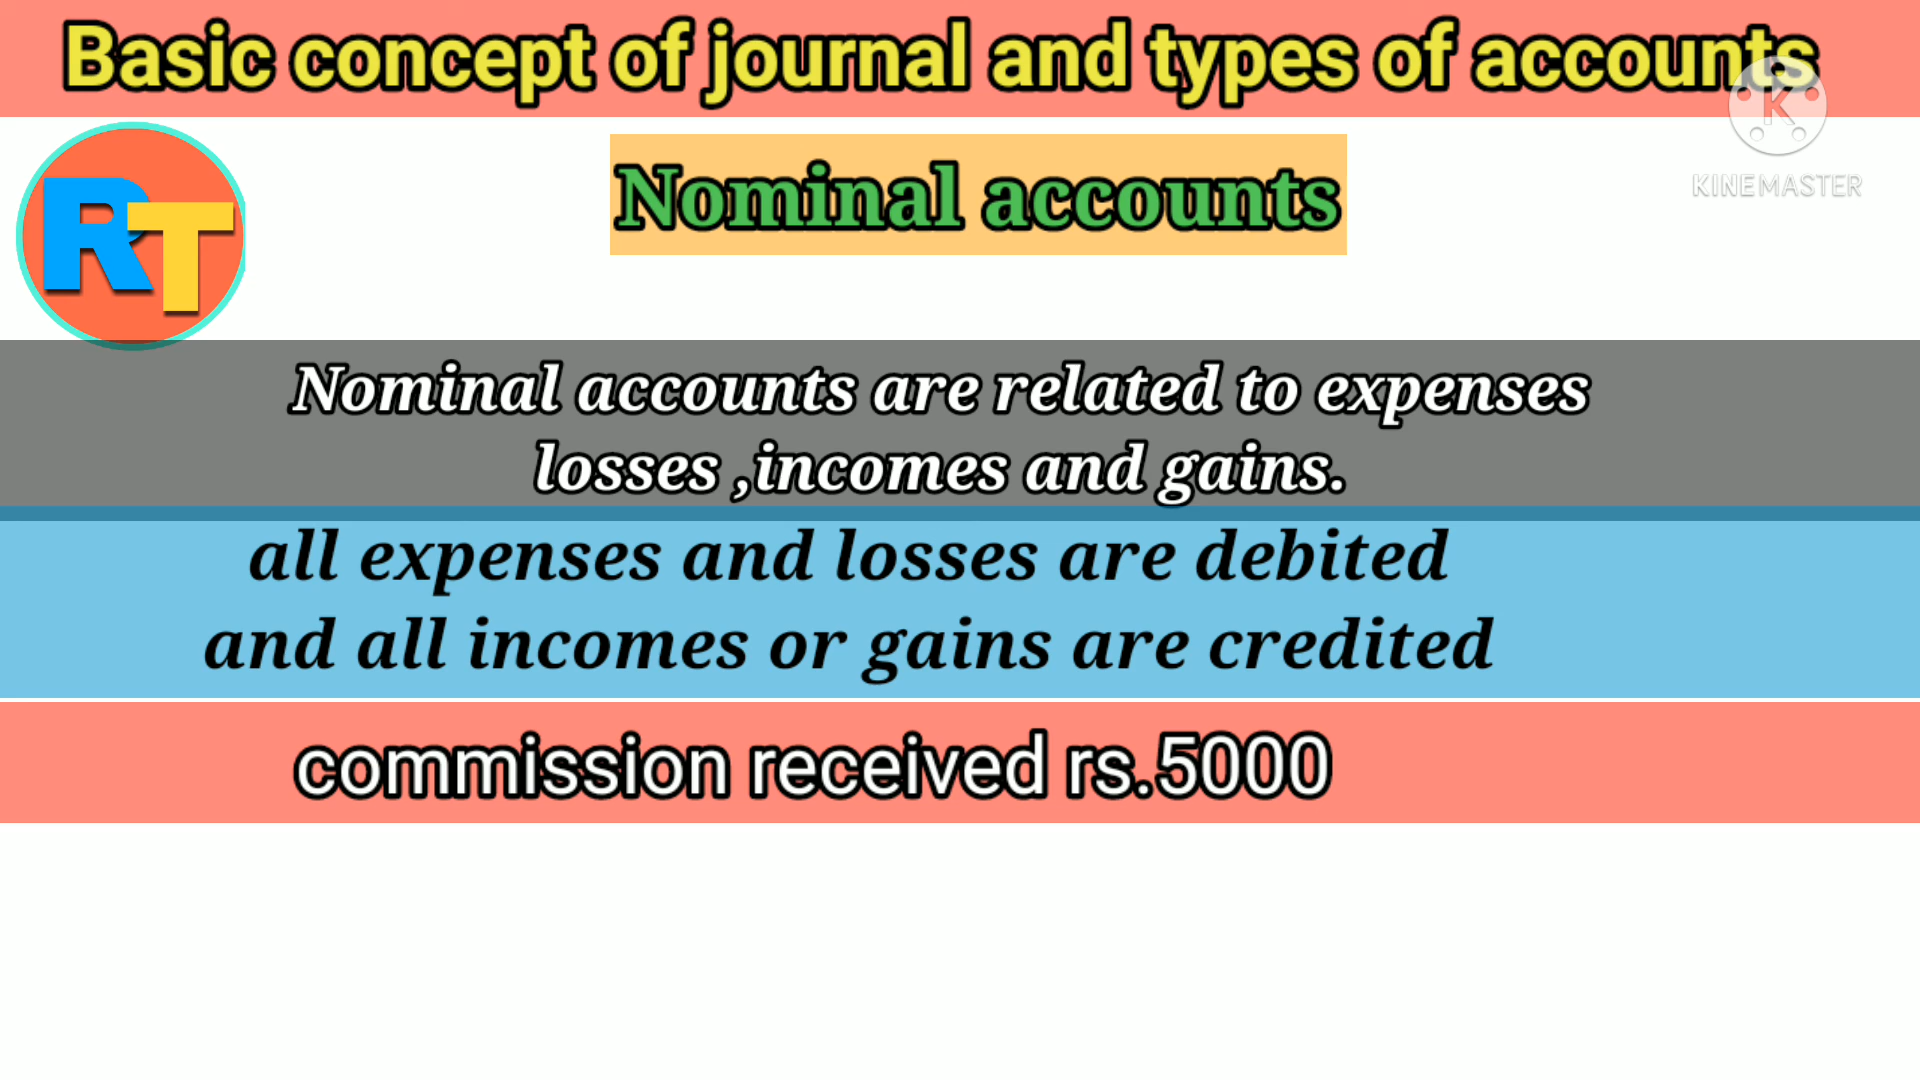 Basic concept of journal and types of accounts
K
KINEMASTER
Nominal accounts
RT
Nominal accounts are related to expenses
losses ,incomes and gains.
all expenses and losses are debited
and all incomes or gains are credited
commission received rs.5000